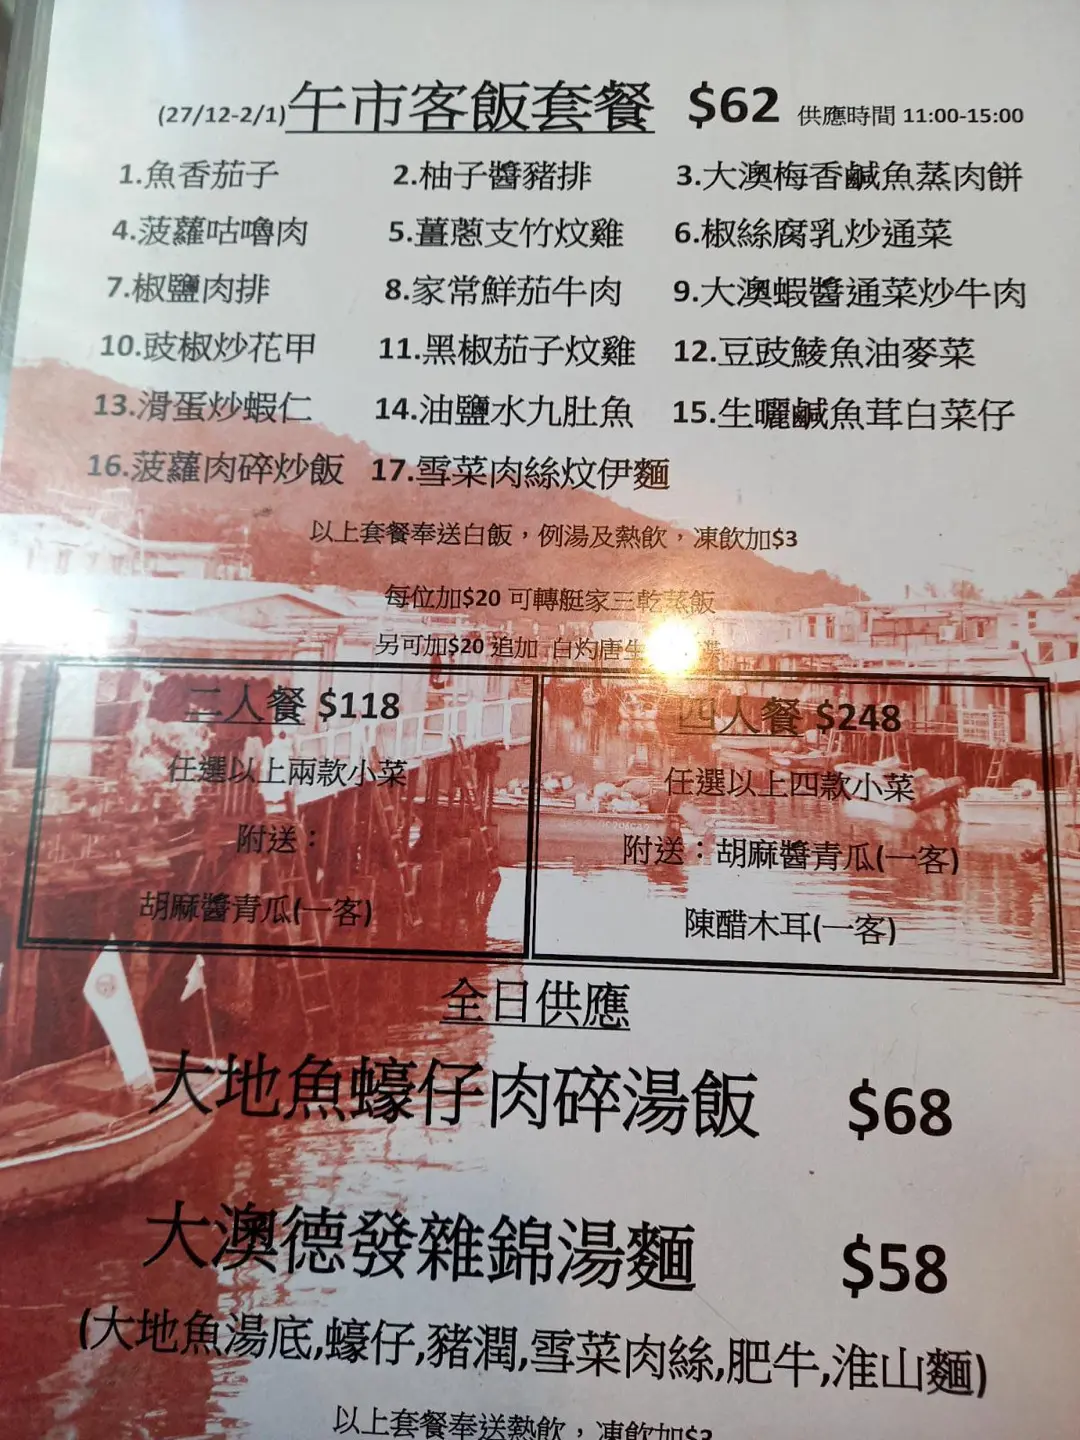 (27/12-2/1)午市客飯套餐 $62 供應時間 11:00-15:00
1.魚香茄子 2.柚子醬豬排 3.大澳梅香鹹魚蒸肉餅
4.菠蘿咕嚕肉 5.薑蔥支竹炆雞 6.椒絲腐乳炒通菜
7.椒鹽肉排 8.家常鮮茄牛肉 9.大澳蝦醬通菜炒牛肉
10.豉椒炒花甲 11.黑椒茄子炆雞 12.豆豉鯪魚油麥菜
13.滑蛋炒蝦仁 14.油鹽水九肚魚 15.生曬鹹魚茸白菜仔
16.菠蘿肉碎炒飯 17.雪菜肉絲炆伊麵
以上套餐奉送白飯，例湯及熱飲，凍飲加$3
每位加$20 可轉艇家三乾蒸飯
另可加$20 追加 白灼唐生
二人餐 $118
任選以上兩款小菜
附送：
胡麻醬青瓜(一客)
四人餐 $248
任選以上四款小菜
附送：胡麻醬青瓜(一客)
陳醋木耳(一客)
全日供應
大地魚蠔仔肉碎湯飯 $68
大澳德發雜錦湯麵 $58
(大地魚湯底,蠔仔,豬潤,雪菜肉絲,肥牛,淮山麵)
以上套餐奉送熱飲，凍飲加$3